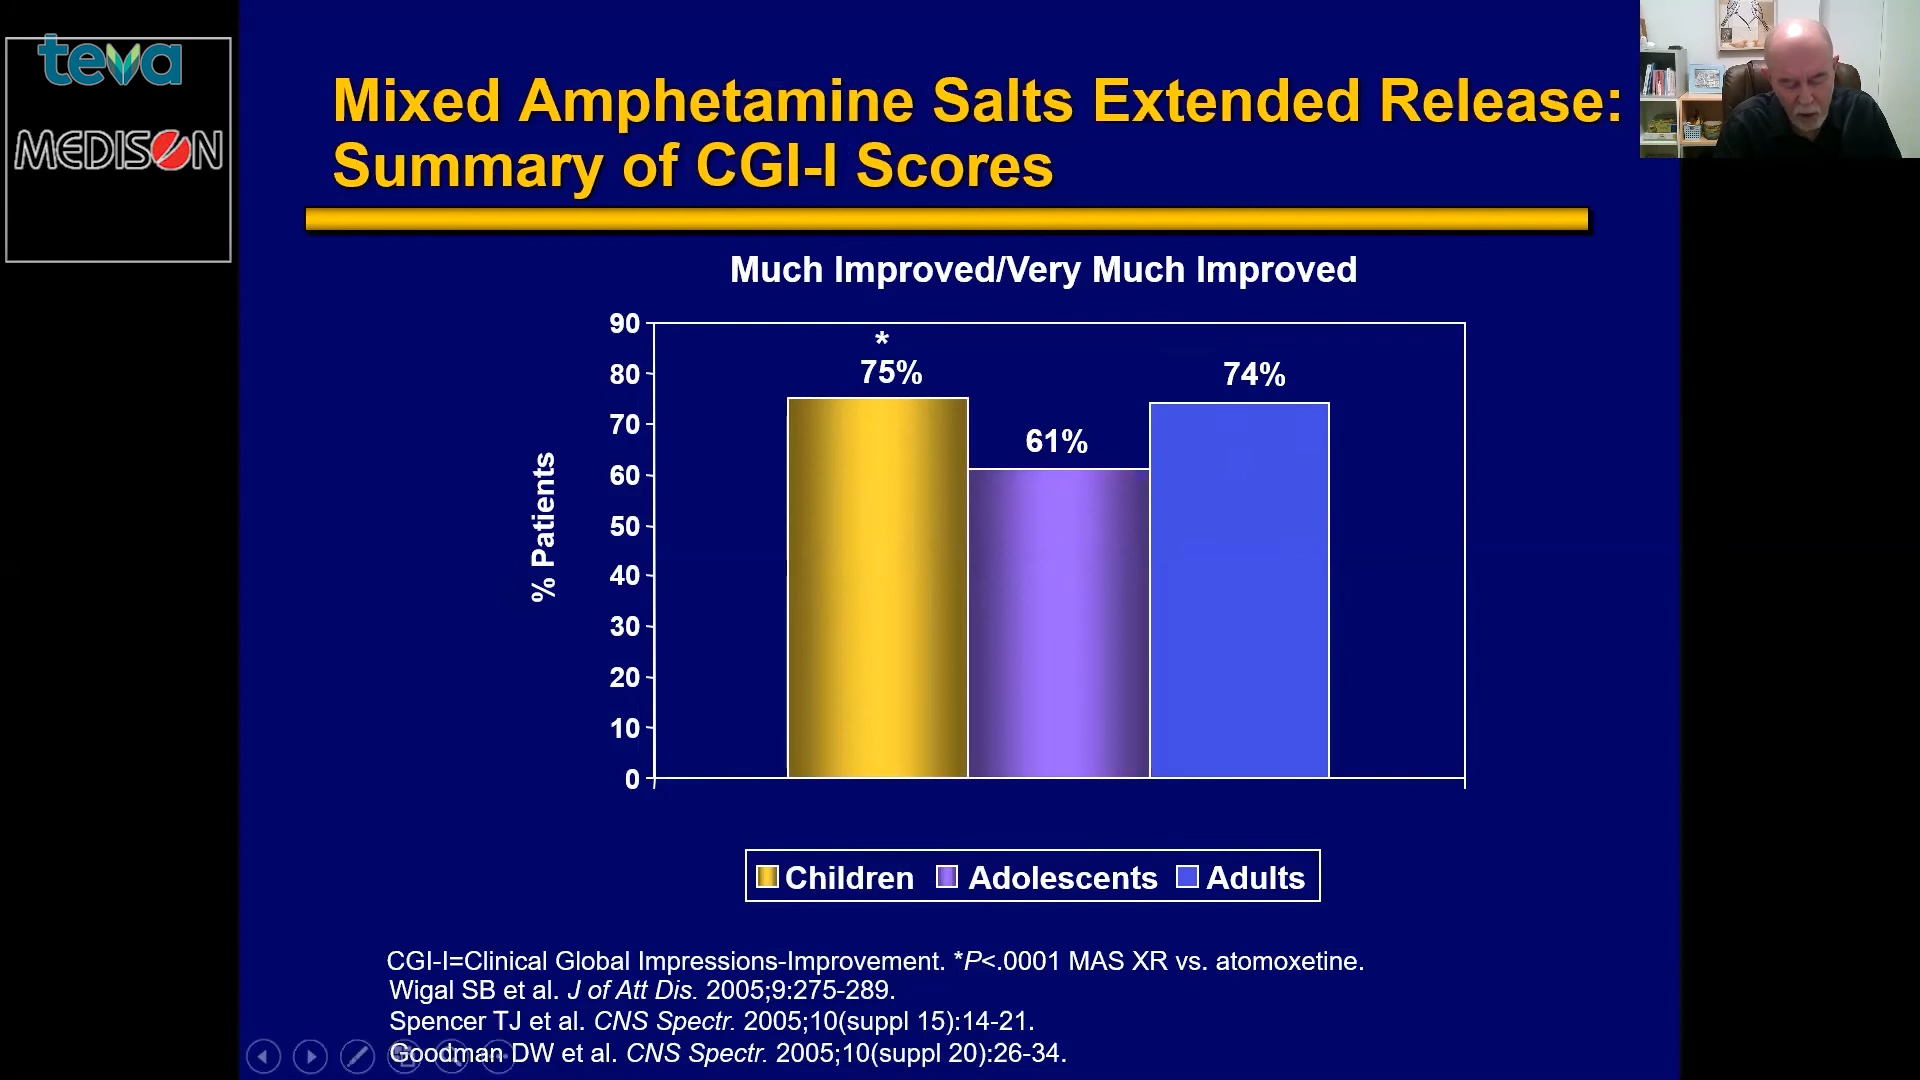 teva
MEDISON
Mixed Amphetamine Salts Extended Release:
Summary of CGI-I Scores
Much Improved/Very Much Improved
% Patients
90
80
70
60
50
40
30
20
10
0
*
75%
61%
74%
Children Adolescents Adults
CGI-I=Clinical Global Impressions-Improvement. *P<.0001 MAS XR vs. atomoxetine.
Wigal SB et al. J of Att Dis. 2005;9:275-289.
Spencer TJ et al. CNS Spectr. 2005;10(suppl 15):14-21.
Goodman DW et al. CNS Spectr. 2005;10(suppl 20):26-34.